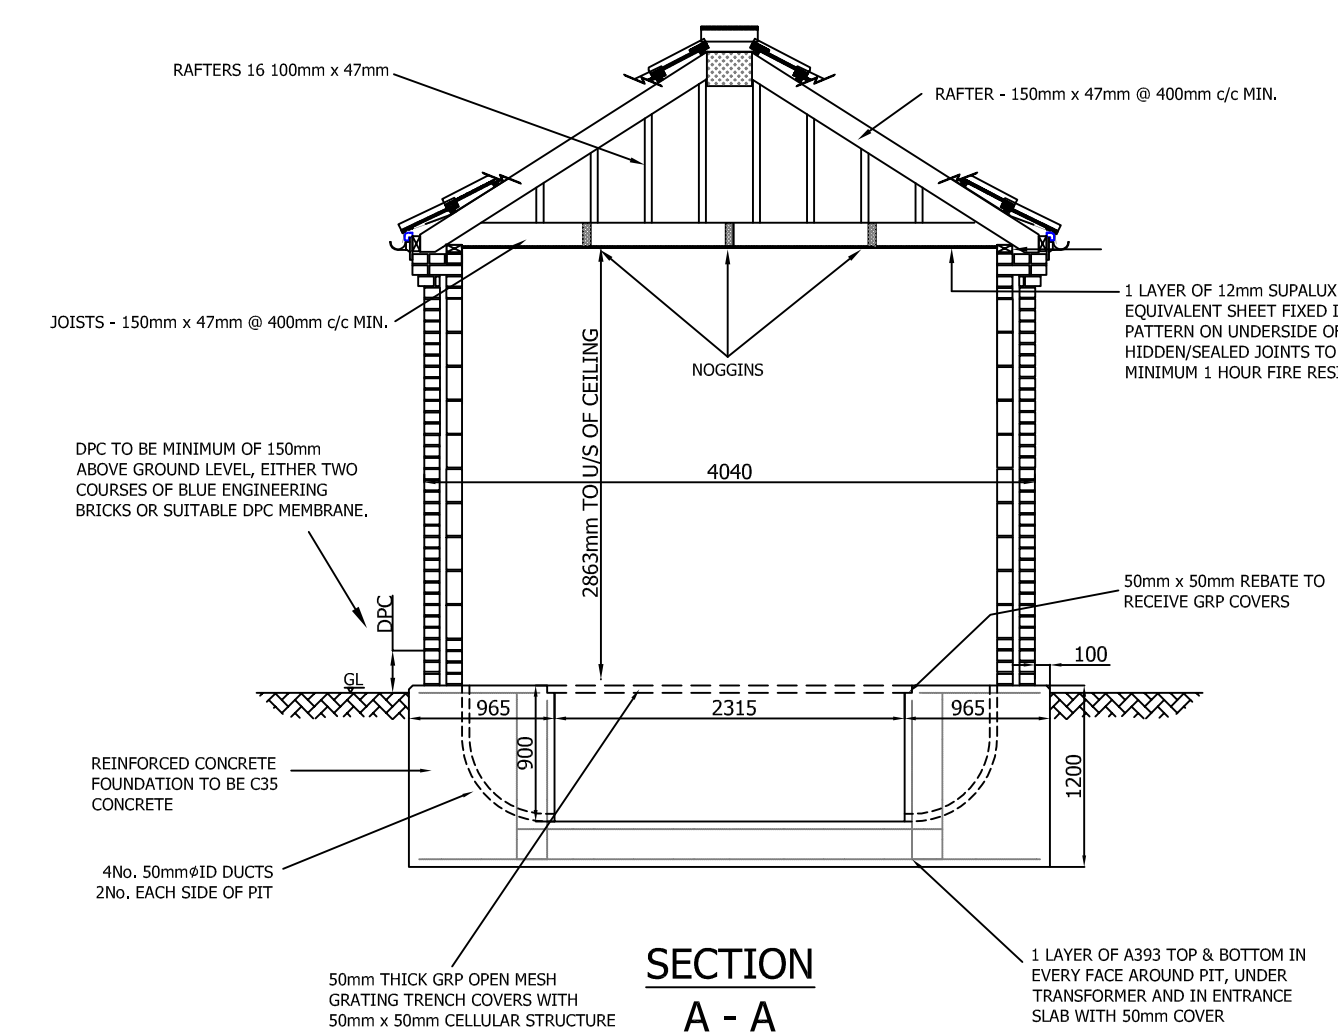 RAFTERS 16 100mm x 47mm
RAFTER - 150mm x 47mm @ 400mm c/c MIN.
JOISTS - 150mm x 47mm @ 400mm c/c MIN.
NOGGINS
1 LAYER OF 12mm SUPALUX
EQUIVALENT SHEET FIXED
PATTERN ON UNDERSIDE
HIDDEN/SEALED JOINTS TO
MINIMUM 1 HOUR FIRE
2863mm TO U/S OF CEILING
4040
DPC TO BE MINIMUM OF 150mm
ABOVE GROUND LEVEL, EITHER TWO
COURSES OF BLUE ENGINEERING
BRICKS OR SUITABLE DPC MEMBRANE.
DPC
50mm x 50mm REBATE TO
RECEIVE GRP COVERS
100
GL
965
2315
965
900
1200
REINFORCED CONCRETE
FOUNDATION TO BE C35
CONCRETE
4No. 50mmϕID DUCTS
2No. EACH SIDE OF PIT
50mm THICK GRP OPEN MESH
GRATING TRENCH COVERS WITH
50mm x 50mm CELLULAR STRUCTURE
SECTION
A - A
1 LAYER OF A393 TOP & BOTTOM IN
EVERY FACE AROUND PIT, UNDER
TRANSFORMER AND IN ENTRANCE
SLAB WITH 50mm COVER